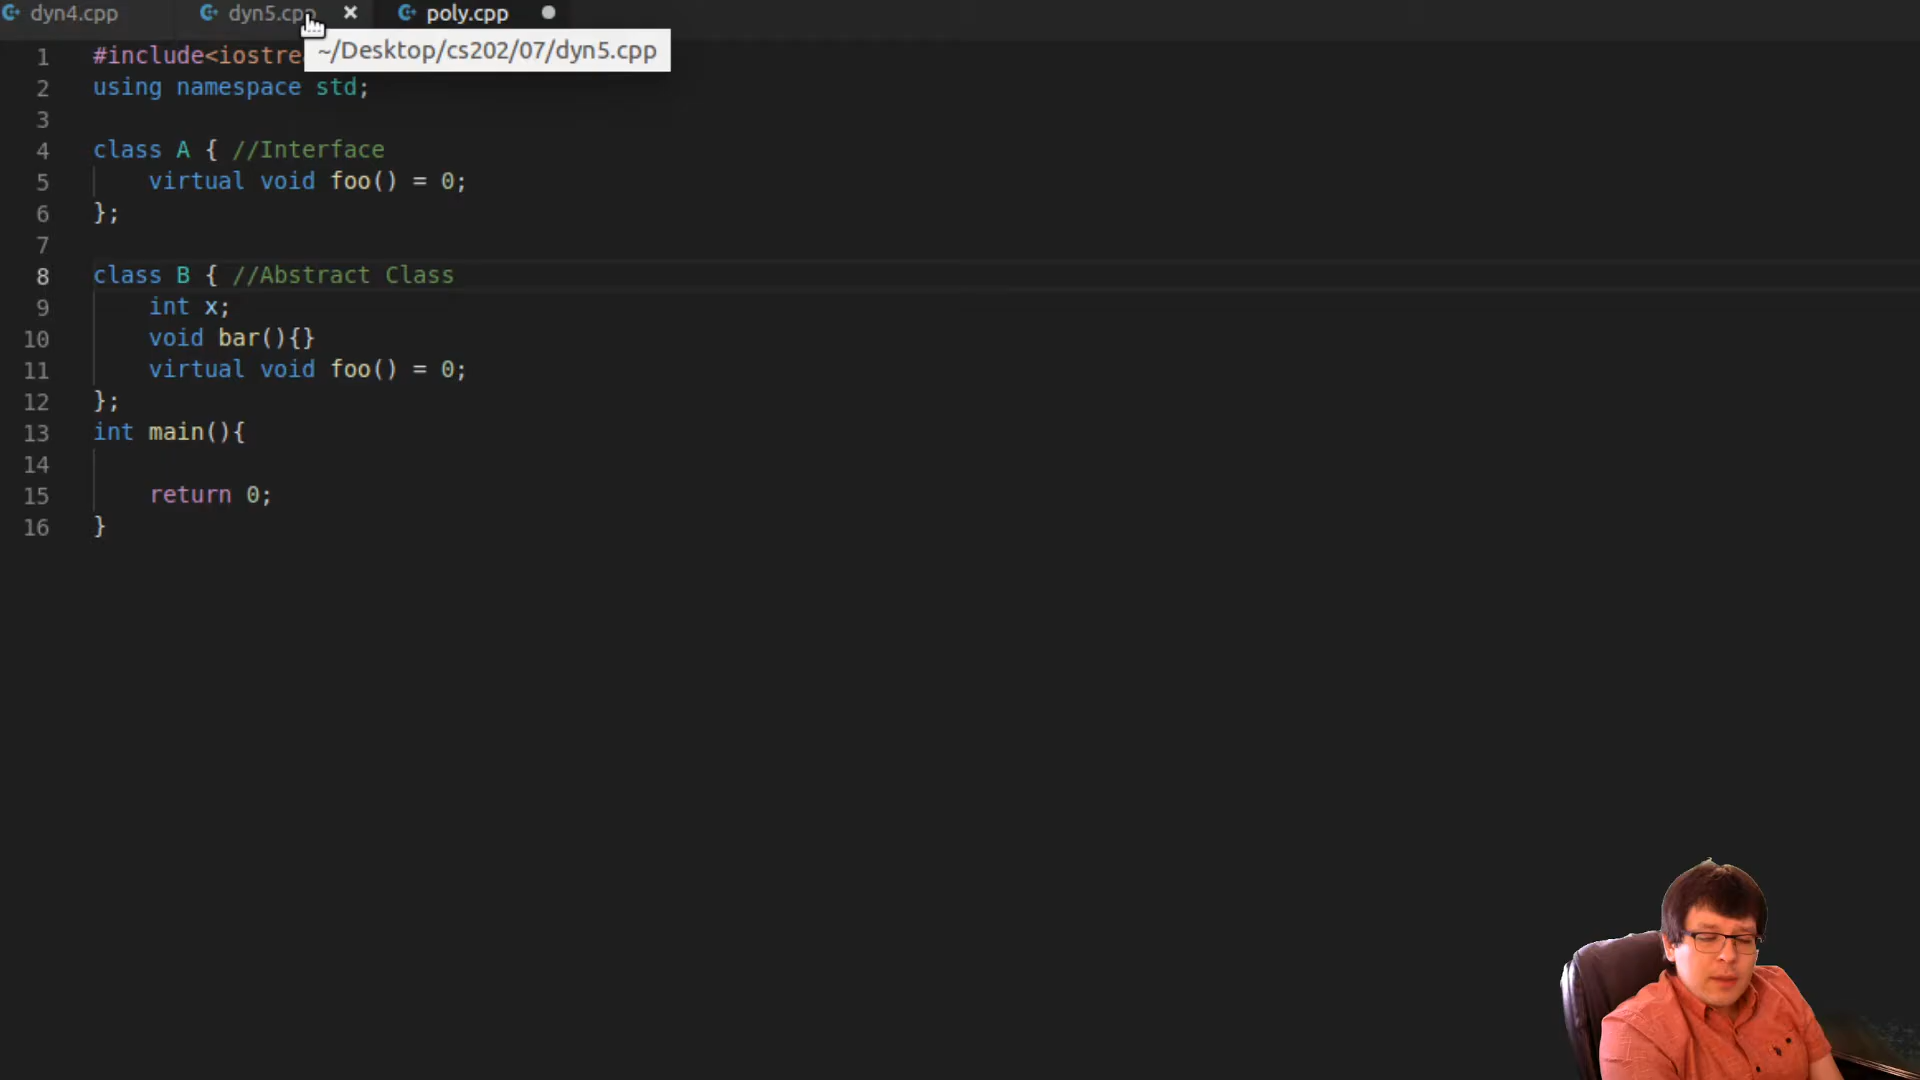 dyn4.cpp dyn5.cpp × poly.cpp
~/Desktop/cs202/07/dyn5.cpp
1 #include<iostre
2 using namespace std;
3
4 class A { //Interface
5 virtual void foo() = 0;
6 };
7
8 class B { //Abstract Class
9 int x;
10 void bar(){}
11 virtual void foo() = 0;
12 };
13 int main(){
14
15 return 0;
16 }